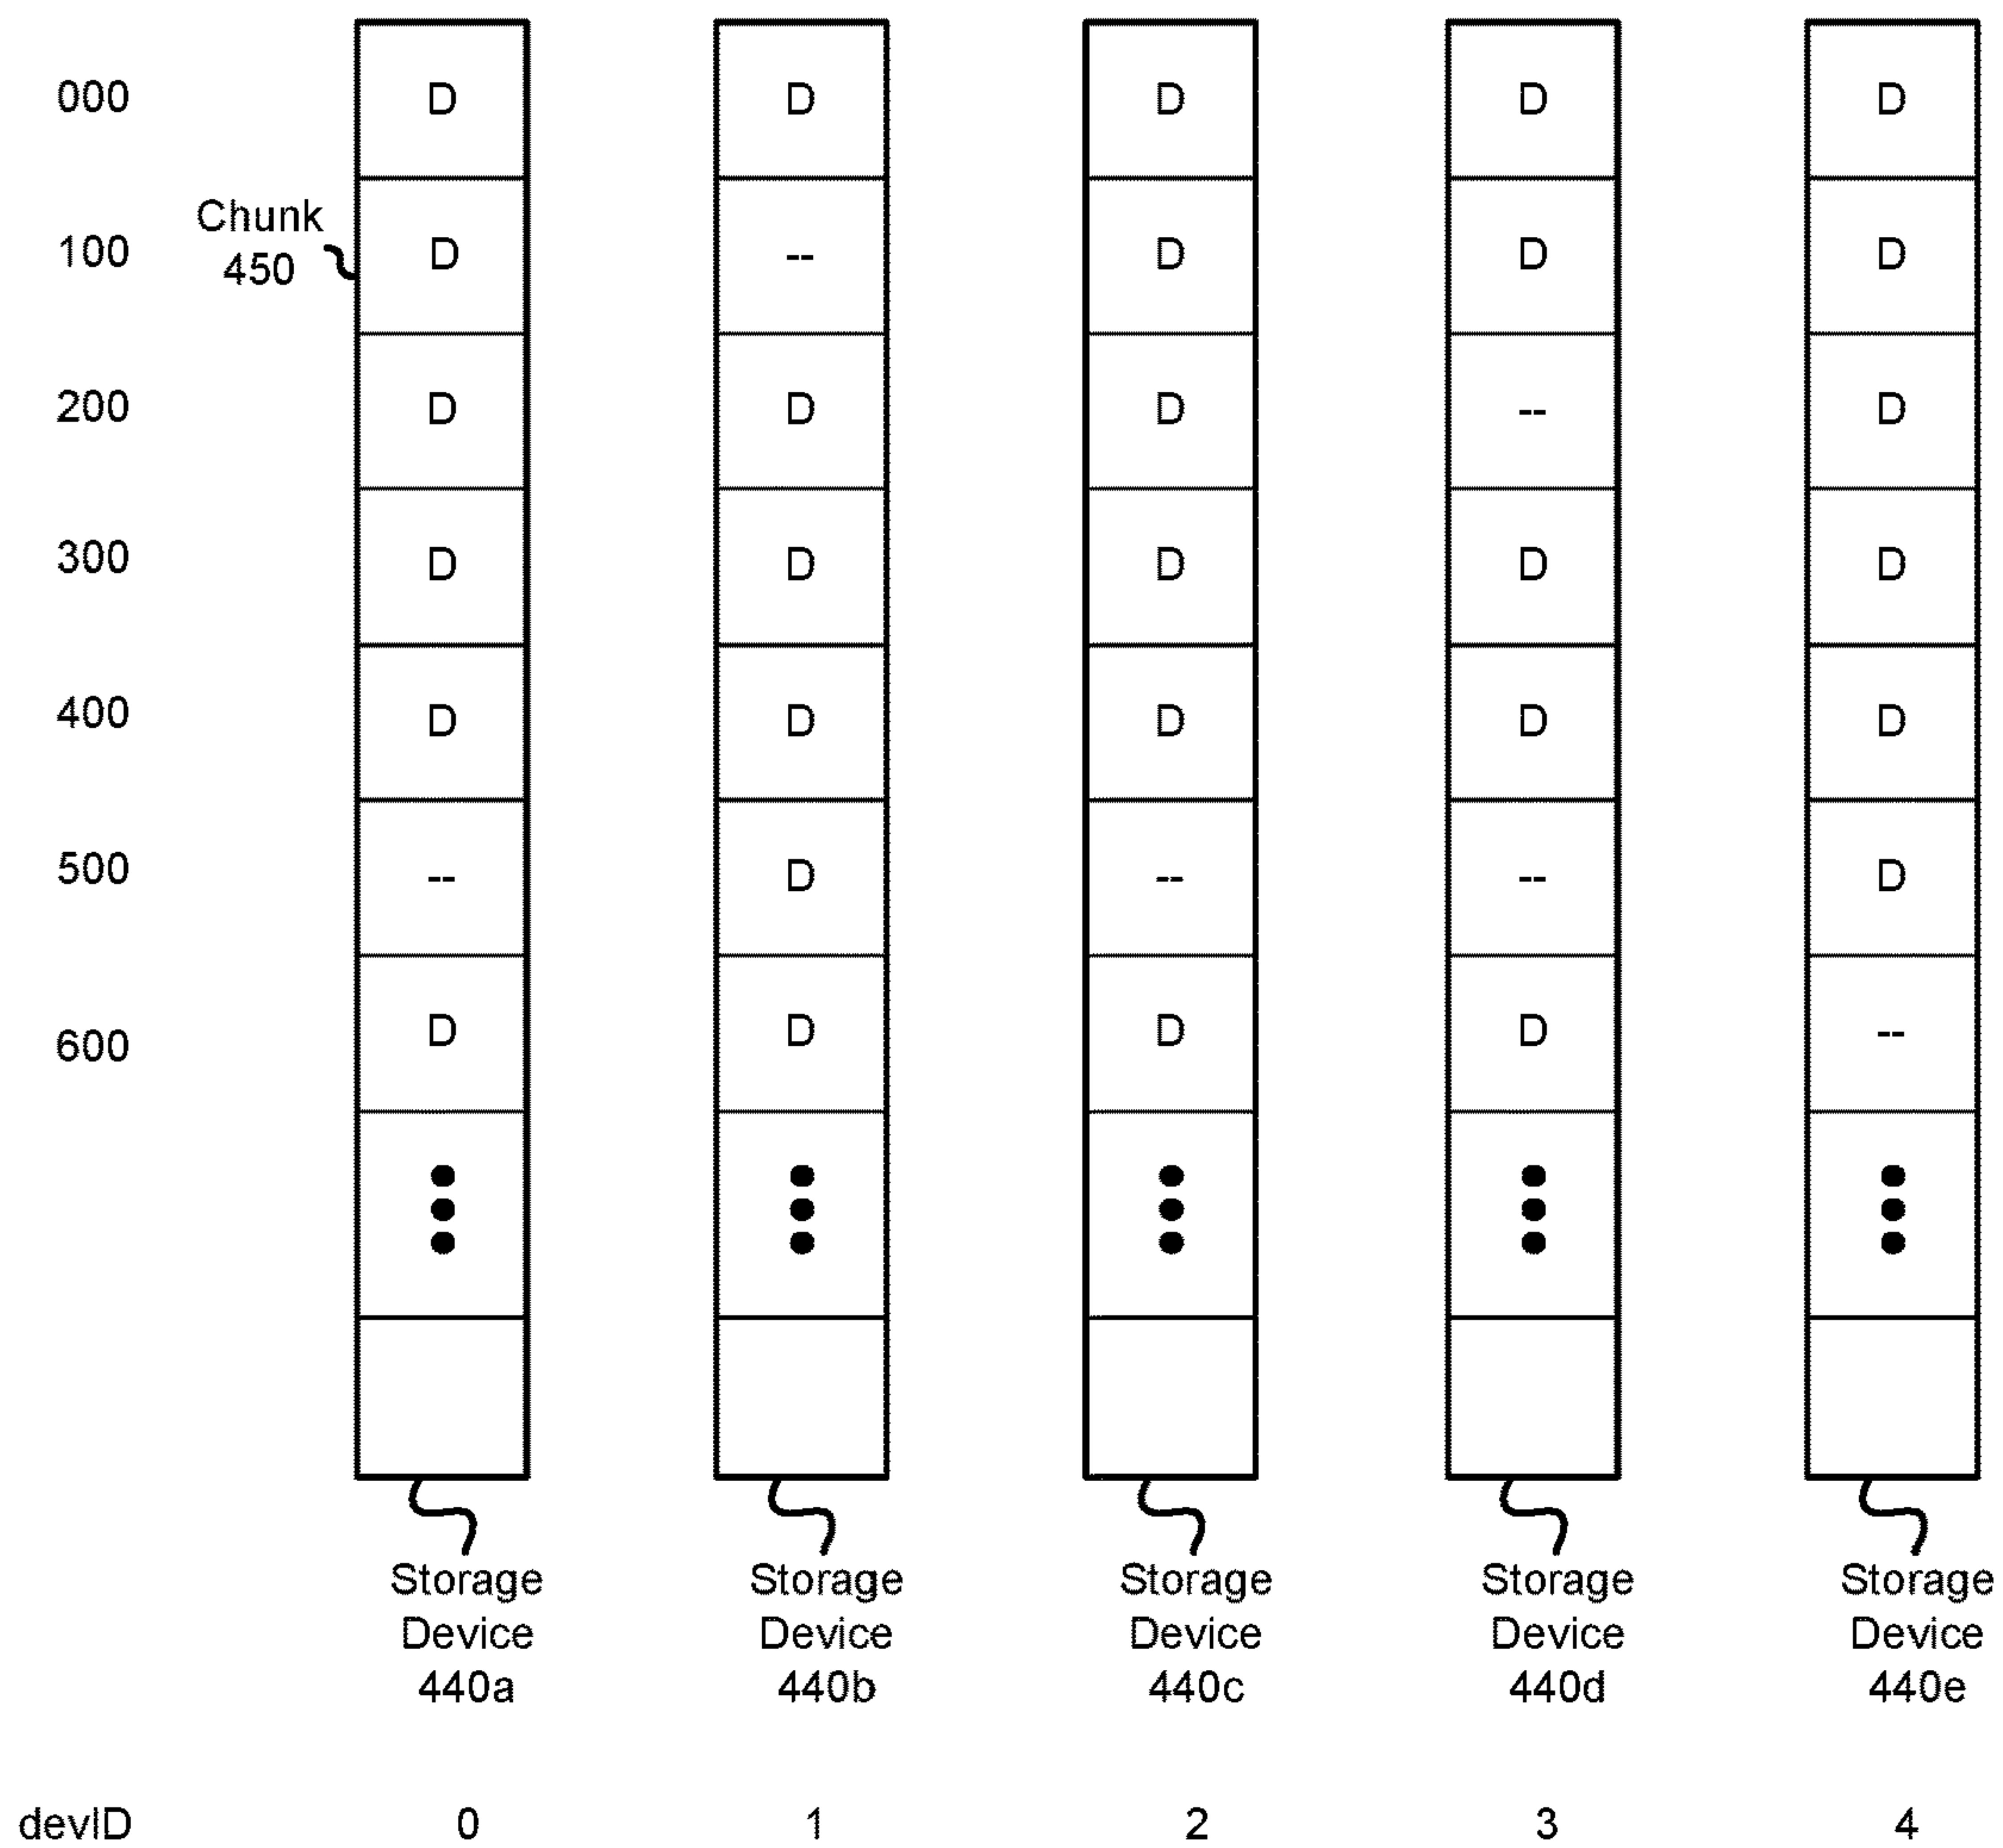 000 D D D D D
Chunk
450
100 D -- D D D
200 D D D -- D
300 D D D D D
400 D D D D D
500 -- D -- -- D
600 D D D D --
Storage Device 440a
Storage Device 440b
Storage Device 440c
Storage Device 440d
Storage Device 440e
devID 0 1 2 3 4